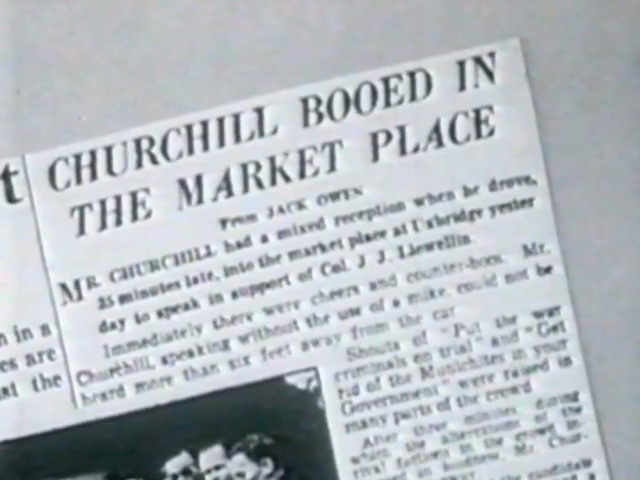 t
CHURCHILL BOOED IN
THE MARKET PLACE
From JACK OWEN
MR. CHURCHILL had a mixed reception when he drove,
25 minutes late, into the market place at Uxbridge yester
day to speak in support of Col. J. J. Llewellin.
Immediately there were cheers and counter-boos. Mr.
Churchill, speaking without the use of a mike, could not be
heard more than six feet away from the car.
Shouts of "Put the war
criminals on trial" and "Get
rid of the Munichites in your
Government" were raised in
many parts of the crowd.
After three minutes, during
n in a
es are
at the